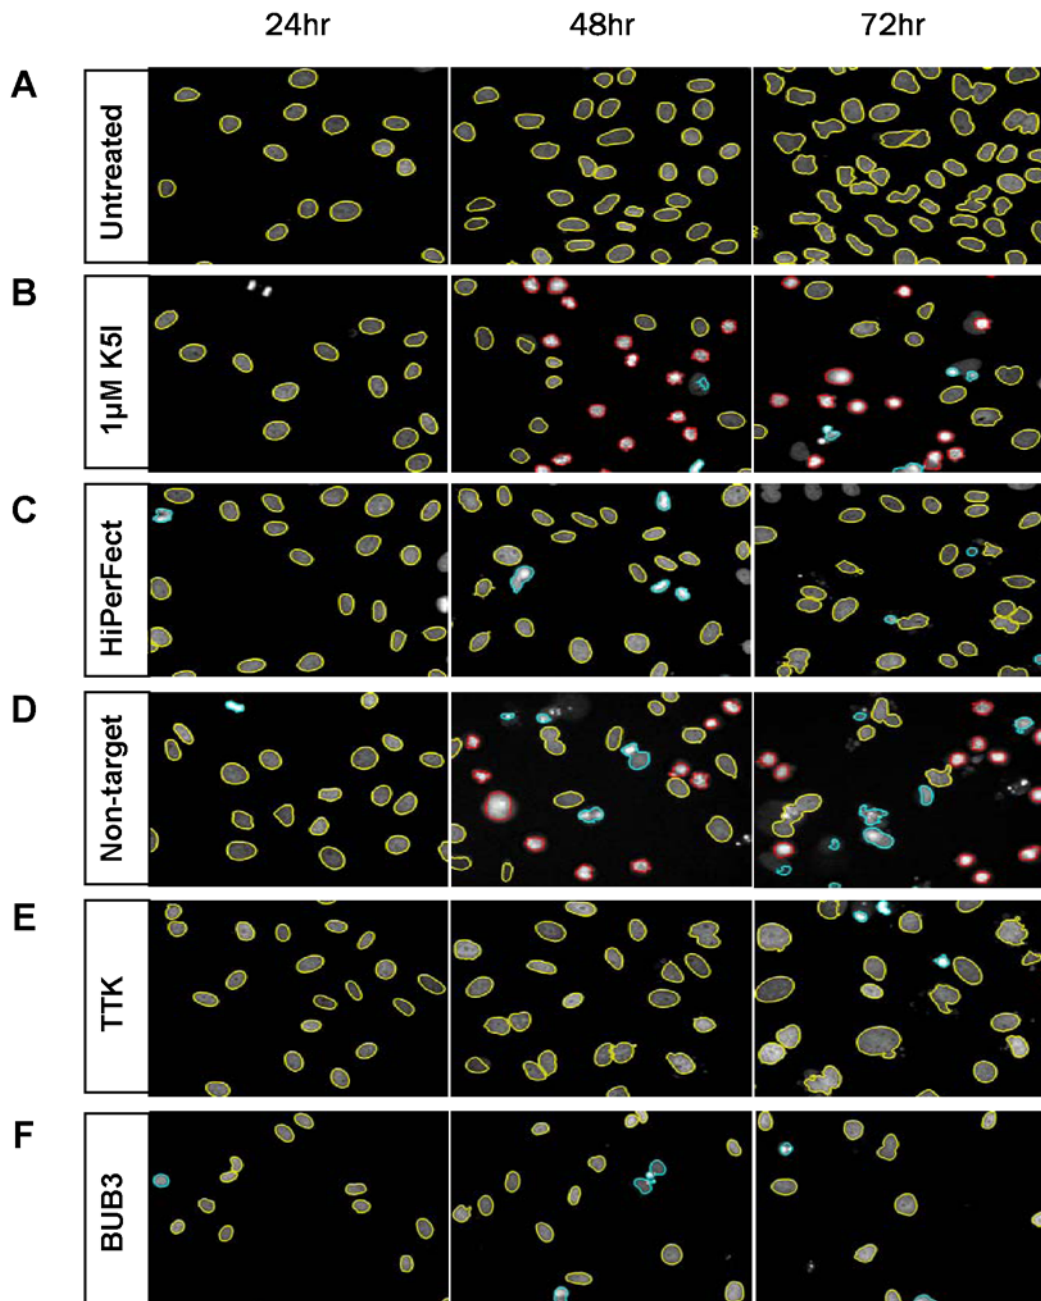 24hr 48hr 72hr
A
Untreated
B
1µM K5I
C
HiPerFect
D
Non-target
E
TTK
F
BUB3